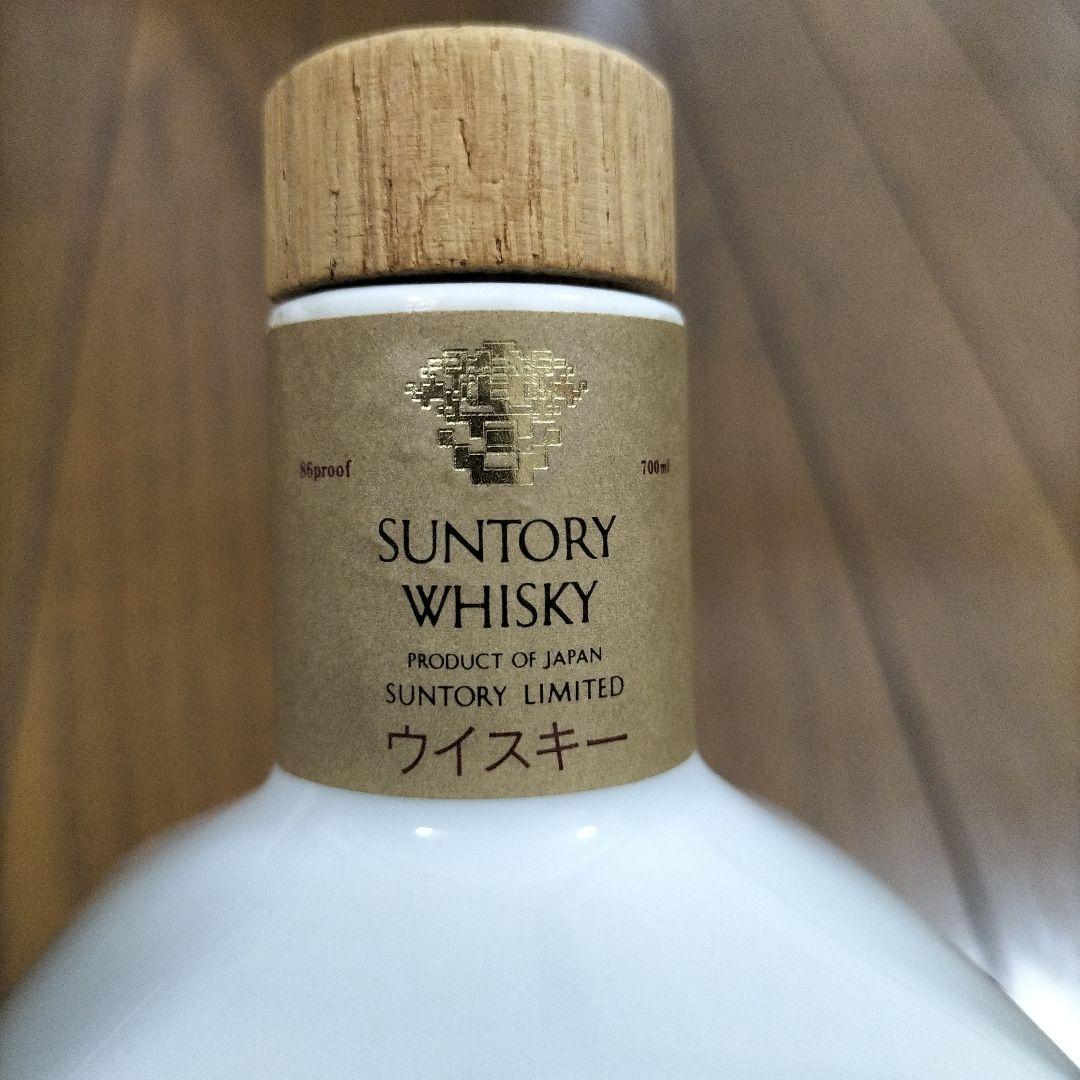 86proof
700ml
SUNTORY
WHISKY
PRODUCT OF JAPAN
SUNTORY LIMITED
ウイスキー